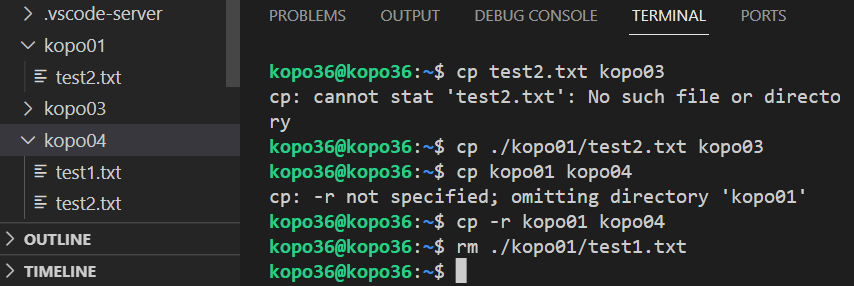 .vscode-server
kopo01
test2.txt
kopo03
kopo04
test1.txt
test2.txt
OUTLINE
TIMELINE
PROBLEMS OUTPUT DEBUG CONSOLE TERMINAL PORTS
kopo36@kopo36:~$ cp test2.txt kopo03
cp: cannot stat 'test2.txt': No such file or directo
ry
kopo36@kopo36:~$ cp ./kopo01/test2.txt kopo03
kopo36@kopo36:~$ cp kopo01 kopo04
cp: -r not specified; omitting directory 'kopo01'
kopo36@kopo36:~$ cp -r kopo01 kopo04
kopo36@kopo36:~$ rm ./kopo01/test1.txt
kopo36@kopo36:~$